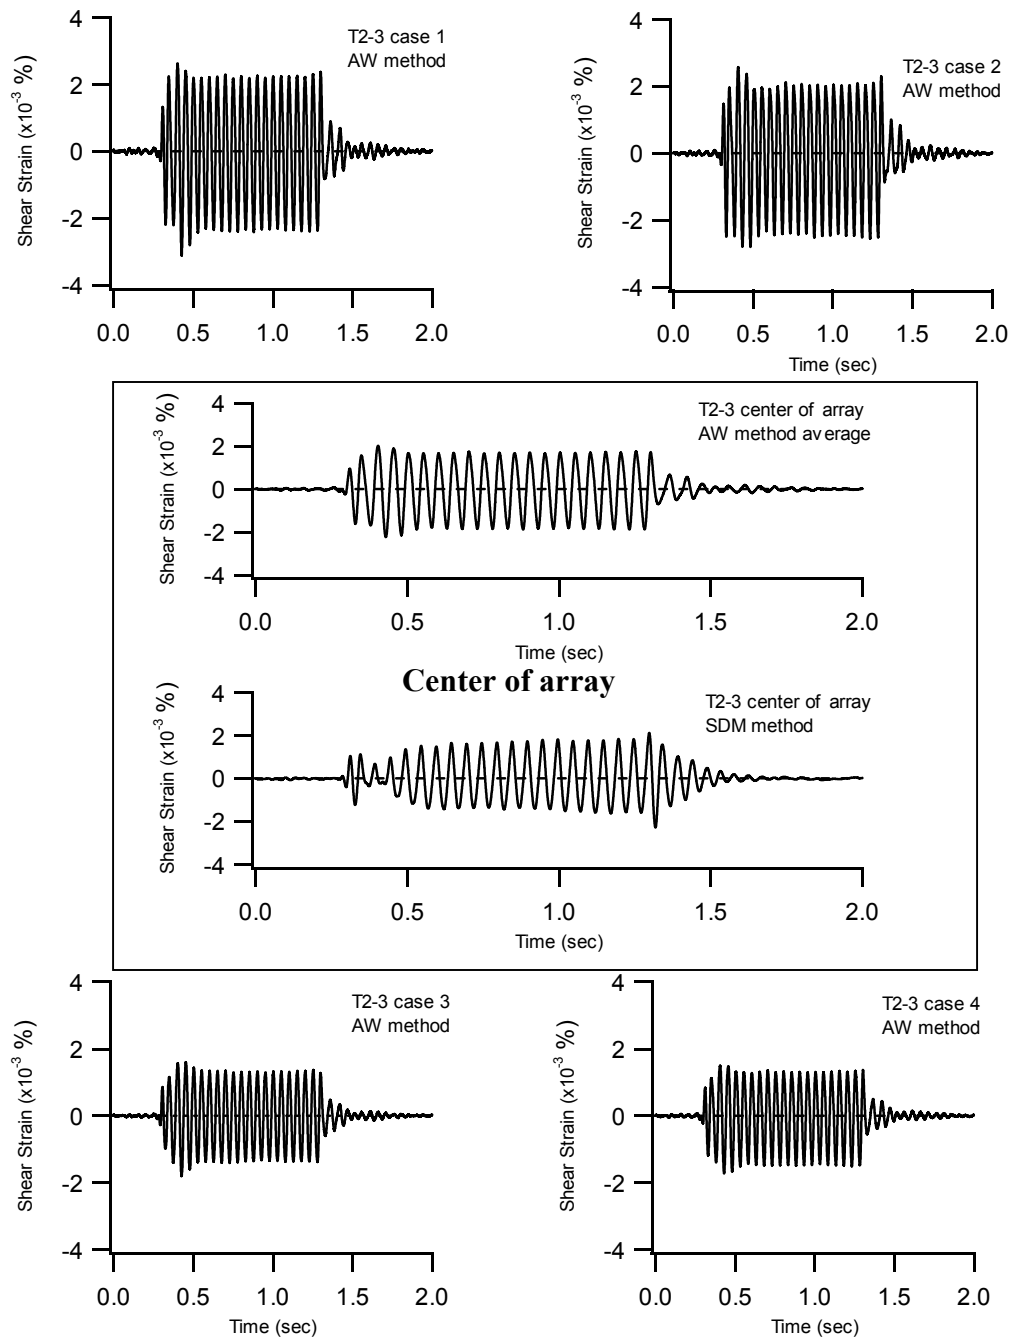 T2-3 case 1
AW method
Shear Strain (x10⁻³ %)
4
2
0
-2
-4
0.0 0.5 1.0 1.5 2.0
T2-3 case 2
AW method
Shear Strain (x10⁻³ %)
4
2
0
-2
-4
0.0 0.5 1.0 1.5 2.0
Time (sec)
T2-3 center of array
AW method average
Shear Strain (x10⁻³ %)
4
2
0
-2
-4
0.0 0.5 1.0 1.5 2.0
Time (sec)
Center of array
T2-3 center of array
SDM method
Shear Strain (x10⁻³ %)
4
2
0
-2
-4
0.0 0.5 1.0 1.5 2.0
Time (sec)
T2-3 case 3
AW method
Shear Strain (x10⁻³ %)
4
2
0
-2
-4
0.0 0.5 1.0 1.5 2.0
Time (sec)
T2-3 case 4
AW method
Shear Strain (x10⁻³ %)
4
2
0
-2
-4
0.0 0.5 1.0 1.5 2.0
Time (sec)